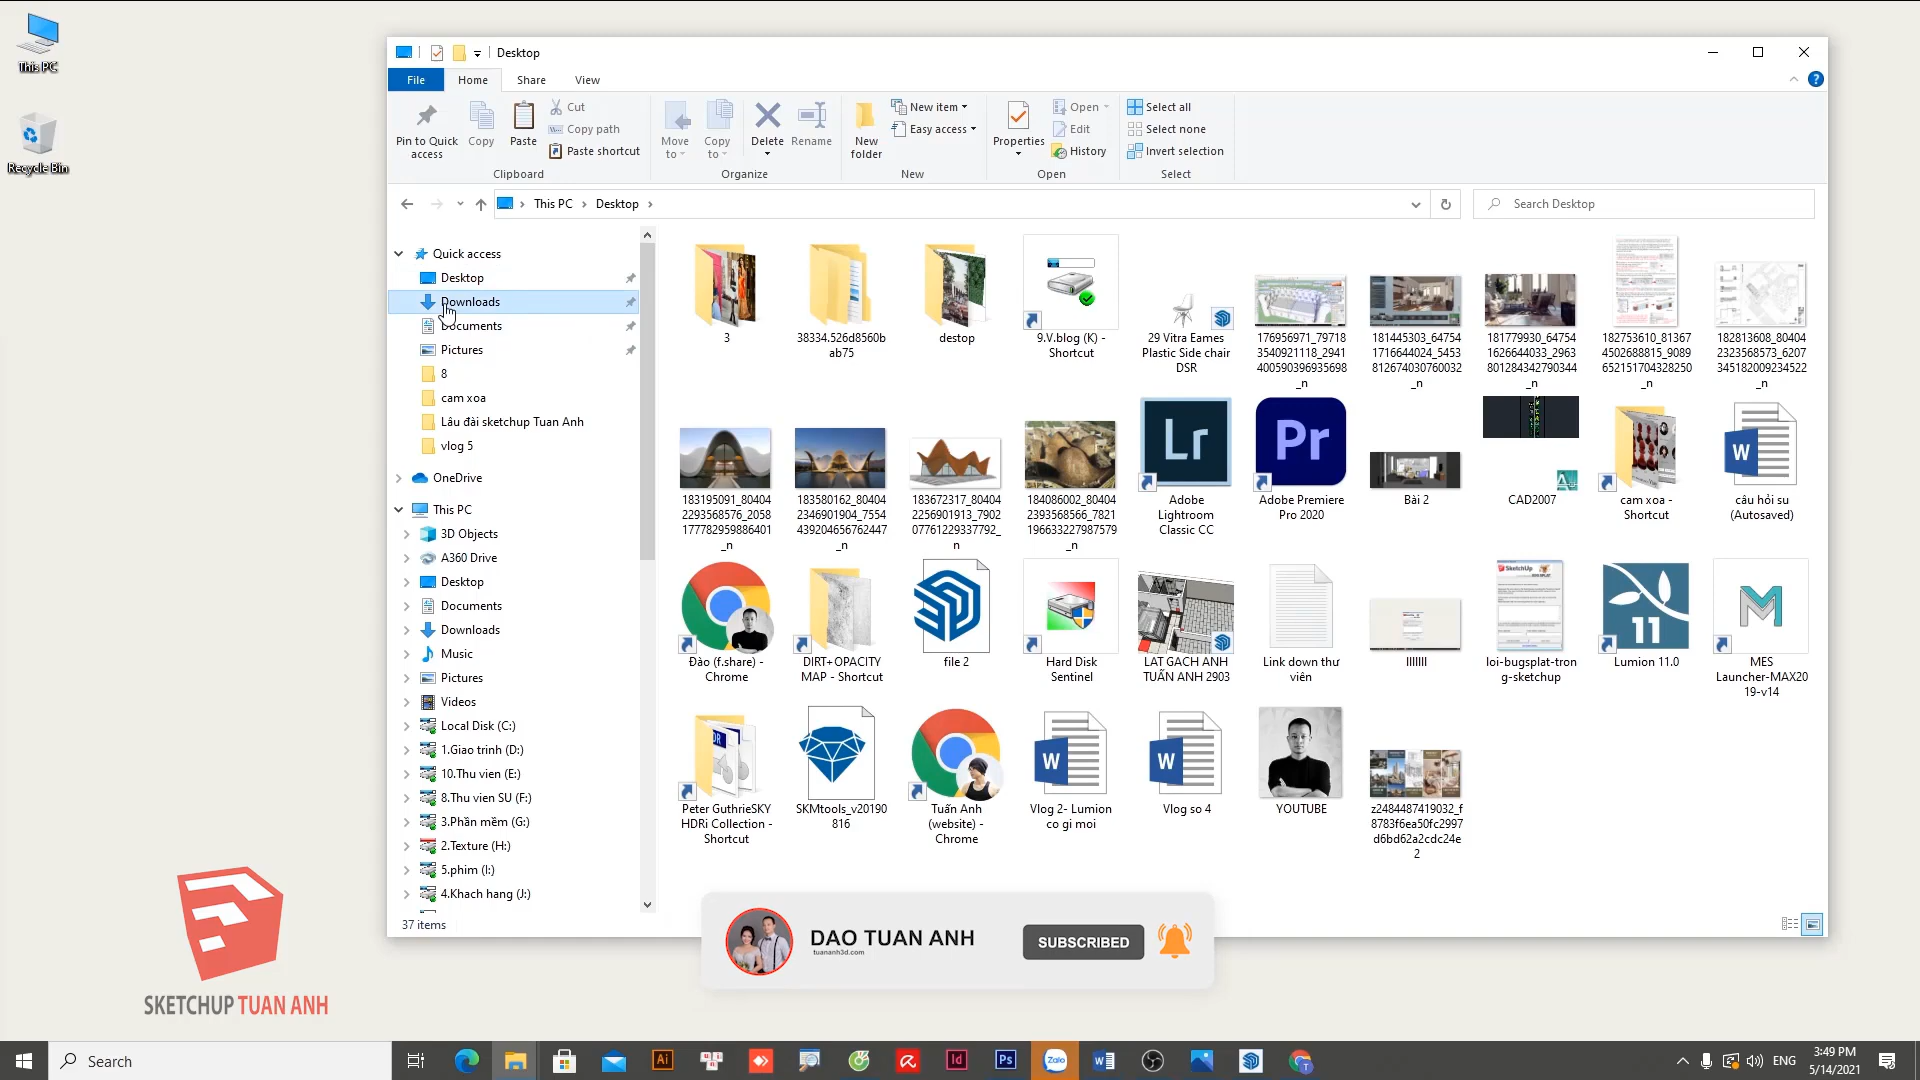 This PC
Recycle Bin
Desktop
File
Home
Share
View
Pin to Quick
access
Copy
Paste
Cut
Copy path
Paste shortcut
Clipboard
Move
to
Copy
to
Delete
Rename
Organize
New
folder
New item
Easy access
New
Properties
Open
Edit
History
Open
Select all
Select none
Invert selection
Select
This PC
Desktop
Search Desktop
Quick access
Desktop
Downloads
Documents
Pictures
8
cam xoa
Lâu đài sketchup Tuan Anh
vlog 5
OneDrive
This PC
3D Objects
A360 Drive
Desktop
Documents
Downloads
Music
Pictures
Videos
Local Disk (C:)
1.Giao trinh (D:)
10.Thu vien (E:)
8.Thu vien SU (F:)
3.Phần mềm (G:)
2.Texture (H:)
5.phim (I:)
4.Khach hang (J:)
37 items
3
38334.526d8560b
ab75
destop
9.V.blog (K) -
Shortcut
29 Vitra Eames
Plastic Side chair
DSR
176956971_79718
3540921118_2941
400590396935698
_n
181445303_64754
1716644024_5453
812674030760032
_n
181779930_64754
1626644033_2963
801284342790344
_n
182753610_81367
4502688815_9089
652151704328250
_n
182813608_80404
2323568573_6207
345182009234522
_n
183195091_80404
2293568576_2058
177782959886401
_n
183580162_80404
2346901904_7554
439204656762447
_n
183672317_80404
2256901913_7902
07761229337792_
n
184086002_80404
2393568566_7821
196633227987579
_n
Lr
Adobe
Lightroom
Classic CC
Pr
Adobe Premiere
Pro 2020
Bài 2
CAD2007
cam xoa -
Shortcut
W
câu hỏi su
(Autosaved)
Đào (f.share) -
Chrome
DIRT+OPACITY
MAP - Shortcut
file 2
Hard Disk
Sentinel
LAT GACH ANH
TUẤN ANH 2903
Link down thư
viên
lllllll
SketchUp
loi-bugsplat-tron
g-sketchup
11
Lumion 11.0
MES
Launcher-MAX20
19-v14
Peter GuthrieSKY
HDRi Collection -
Shortcut
SKMtools_v20190
816
Tuấn Anh
(website) -
Chrome
W
Vlog 2- Lumion
co gi moi
W
Vlog so 4
YOUTUBE
z2484487419032_f
8783f6ea50fc2997
d6bd62a2cdc24e
2
DAO TUAN ANH
tuananh3d.com
SUBSCRIBED
SKETCHUP TUAN ANH
Search
Ai
Id
Ps
Zalo
W
T
ENG
3:49 PM
5/14/2021